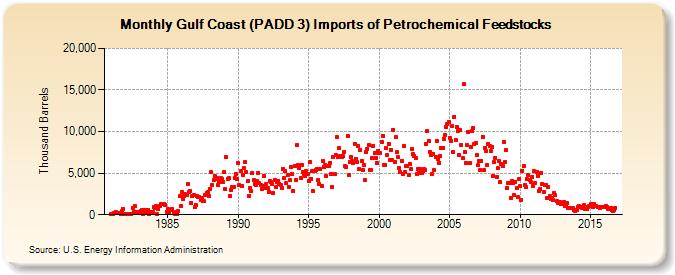 Monthly Gulf Coast (PADD 3) Imports of Petrochemical Feedstocks
Thousand Barrels
20,000
15,000
10,000
5,000
0
1985 1990 1995 2000 2005 2010 2015
Source: U.S. Energy Information Administration